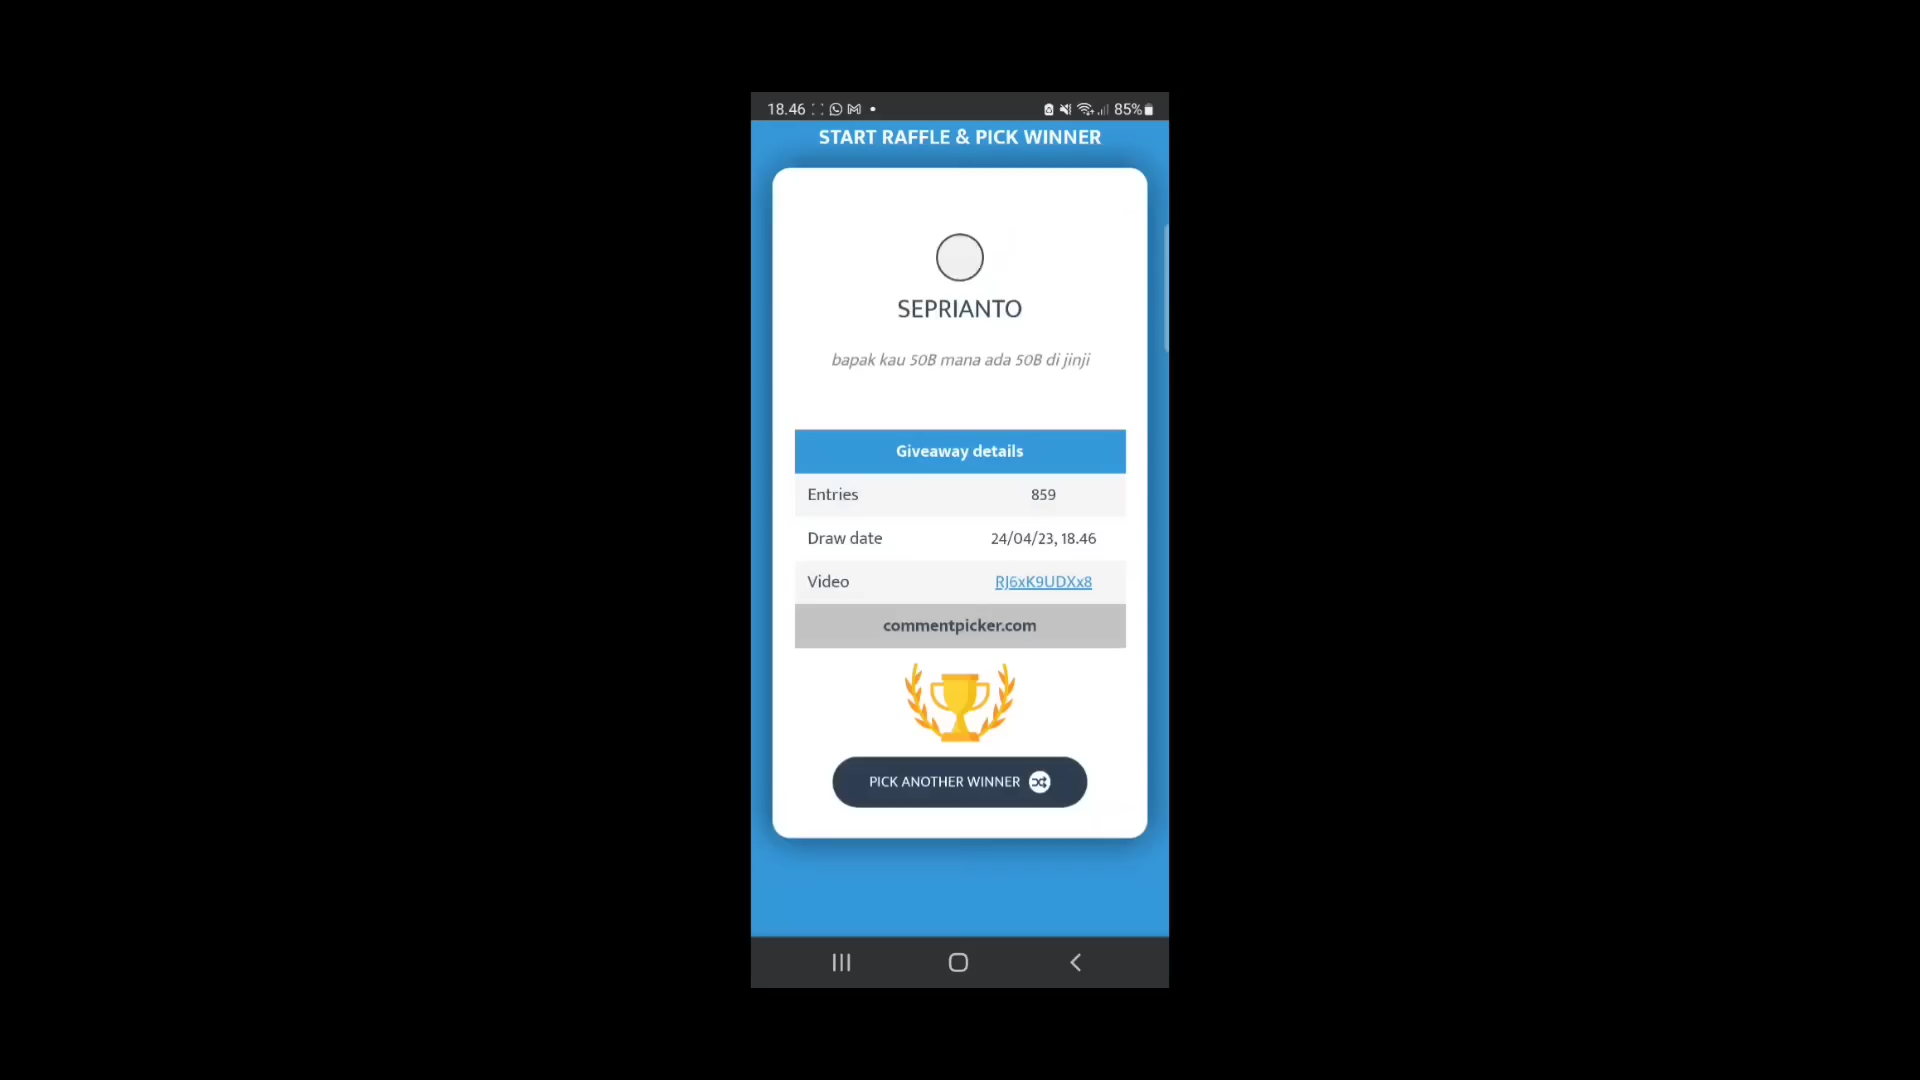 18.46 85%
START RAFFLE & PICK WINNER
SEPRIANTO
bapak kau 50B mana ada 50B di jinji
Giveaway details
Entries 859
Draw date 24/04/23, 18.46
Video RJ6xK9UDXx8
commentpicker.com
PICK ANOTHER WINNER